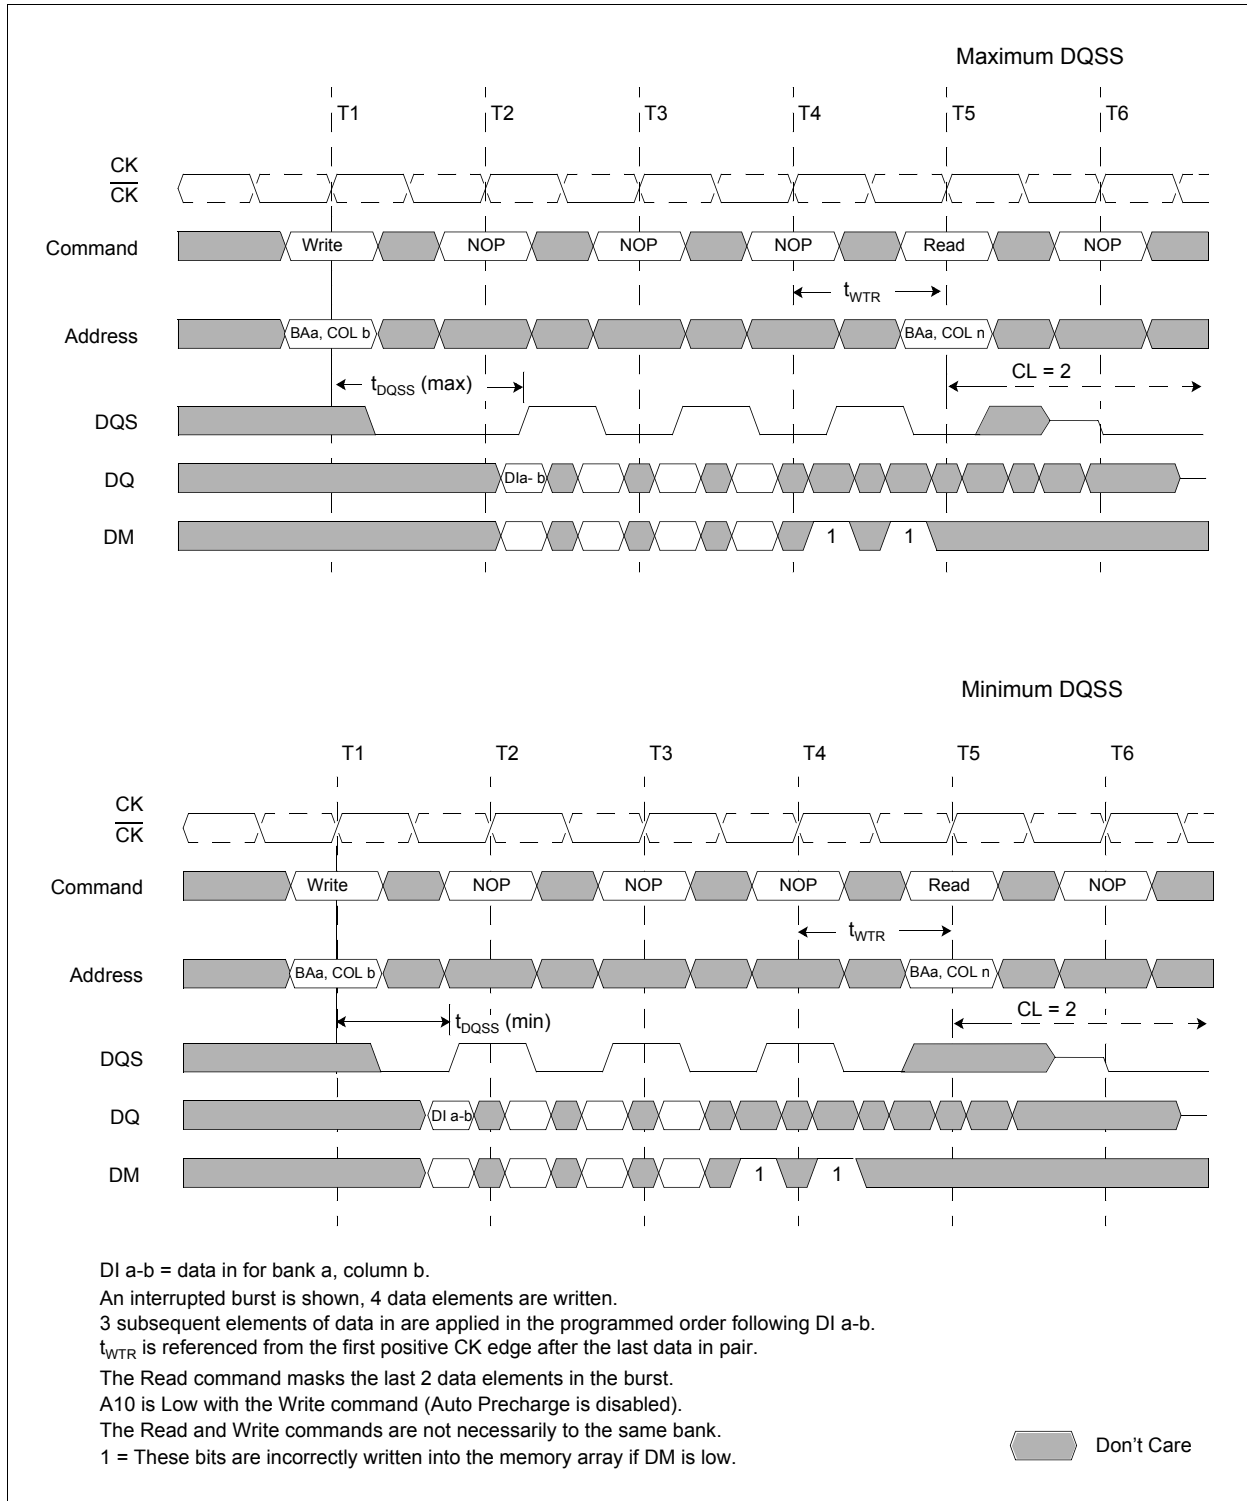 Maximum DQSS
T1 T2 T3 T4 T5 T6
CK
CK
Command Write NOP NOP NOP Read NOP
tWTR
Address BAa, COL b BAa, COL n
tDQSS (max) CL = 2
DQS
DQ DIa- b
DM 1 1
Minimum DQSS
T1 T2 T3 T4 T5 T6
CK
CK
Command Write NOP NOP NOP Read NOP
tWTR
Address BAa, COL b BAa, COL n
tDQSS (min) CL = 2
DQS
DQ DI a-b
DM 1 1
DI a-b = data in for bank a, column b.
An interrupted burst is shown, 4 data elements are written.
3 subsequent elements of data in are applied in the programmed order following DI a-b.
tWTR is referenced from the first positive CK edge after the last data in pair.
The Read command masks the last 2 data elements in the burst.
A10 is Low with the Write command (Auto Precharge is disabled).
The Read and Write commands are not necessarily to the same bank.
1 = These bits are incorrectly written into the memory array if DM is low.
Don't Care